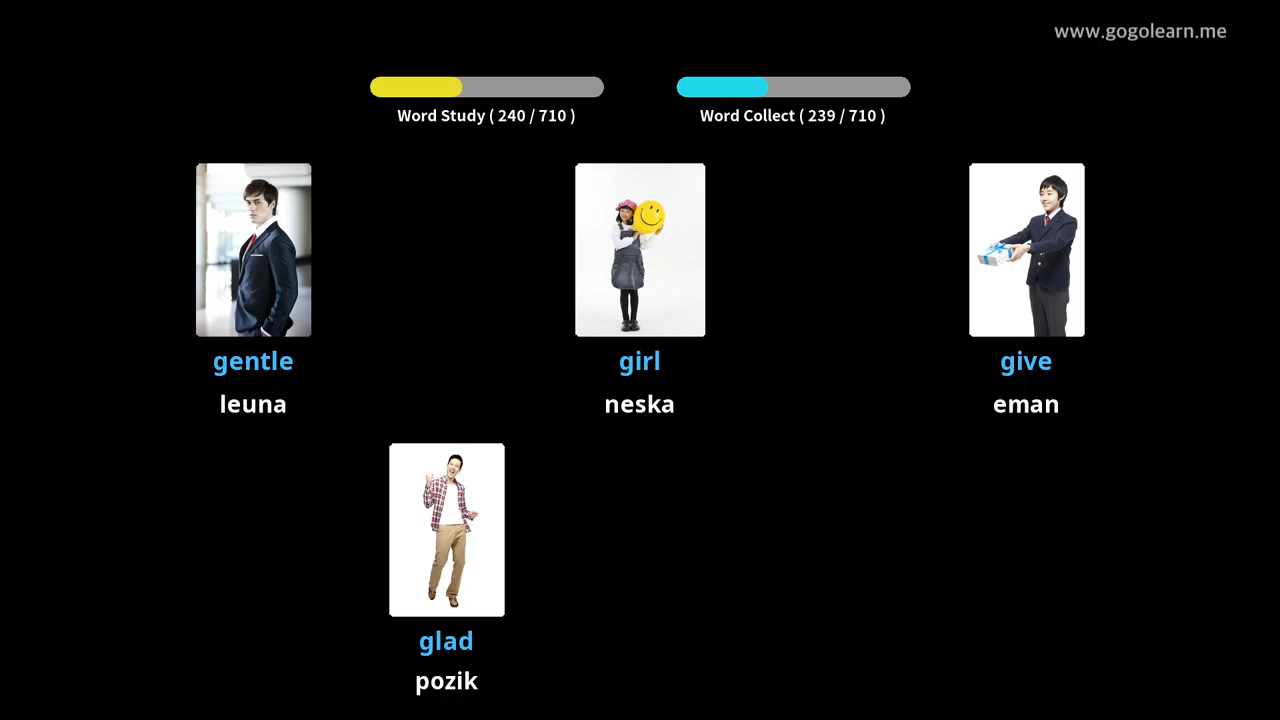 www.gogolearn.me
Word Study ( 240 / 710 )
Word Collect ( 239 / 710 )
gentle
leuna
girl
neska
give
eman
glad
pozik